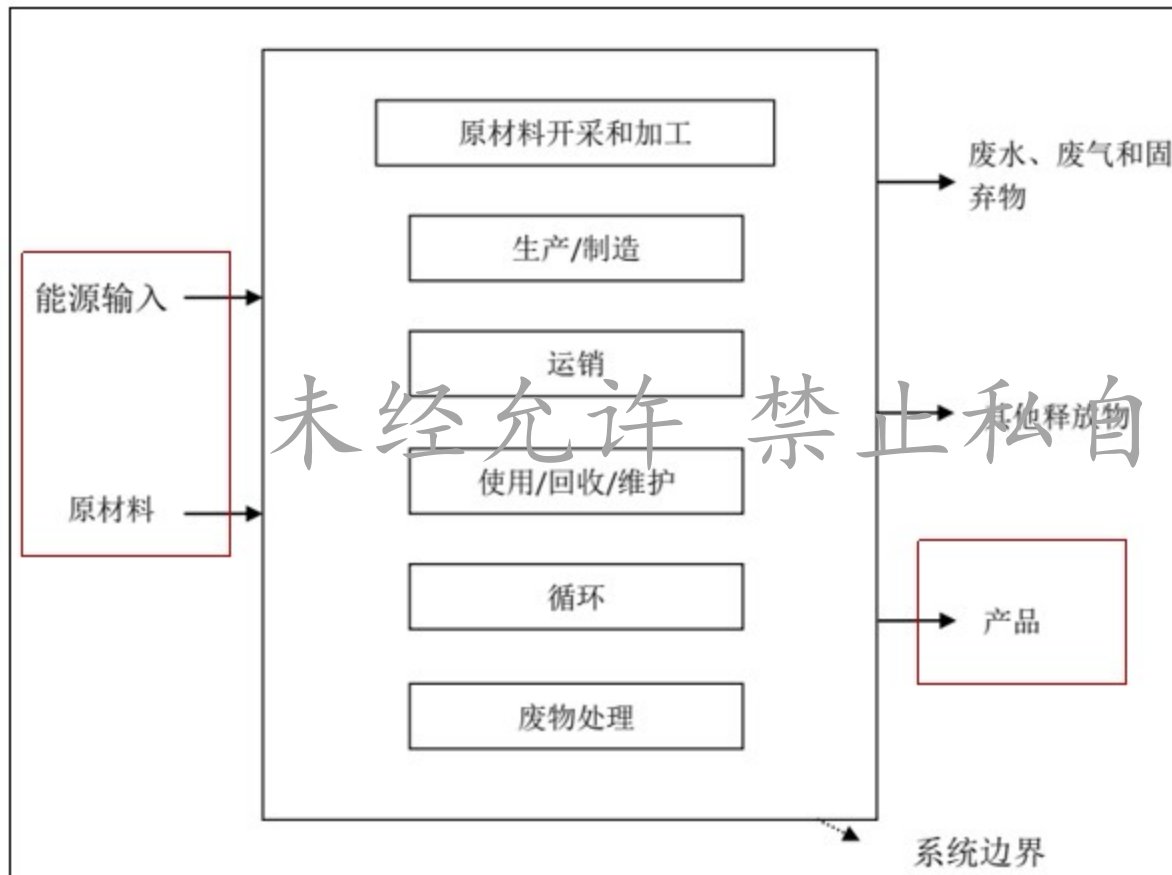 原材料开采和加工
废水、废气和固
弃物
生产/制造
能源输入
运销
未经允许 禁止私自
其他释放物
使用/回收/维护
原材料
循环
产品
废物处理
系统边界